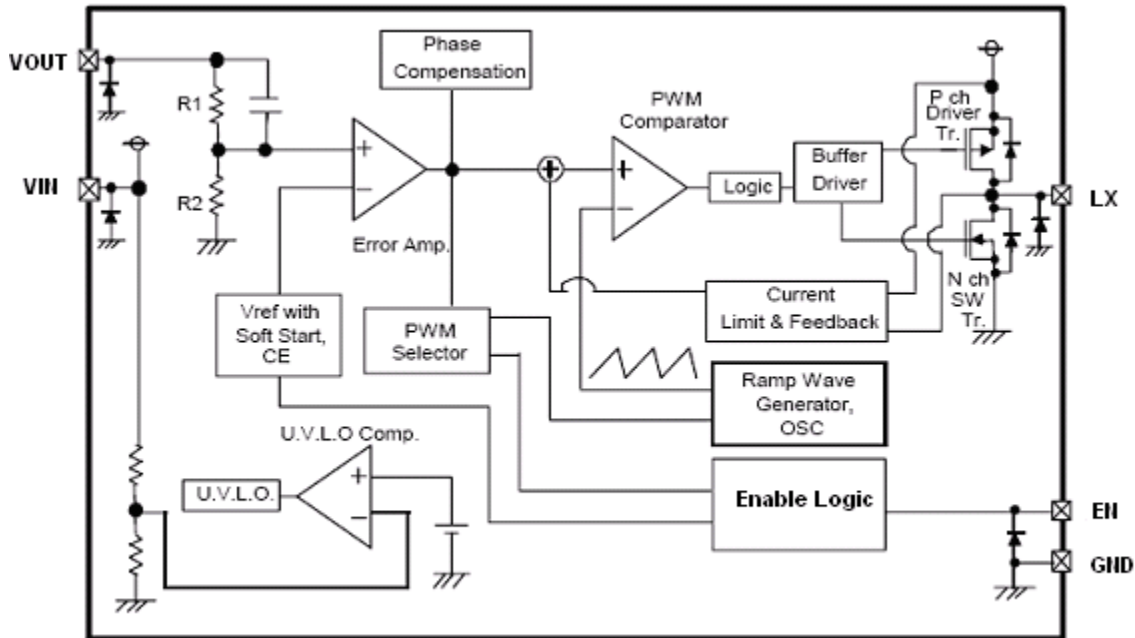 VOUT
Phase
Compensation
R1
PWM
Comparator
P ch
Driver
Tr.
+
-
+
+
-
Logic
Buffer
Driver
VIN
R2
LX
Error Amp.
N ch
SW
Tr.
Vref with
Soft Start,
CE
PWM
Selector
Current
Limit & Feedback
Ramp Wave
Generator,
OSC
U.V.L.O Comp.
U.V.L.O.
+
-
Enable Logic
EN
GND